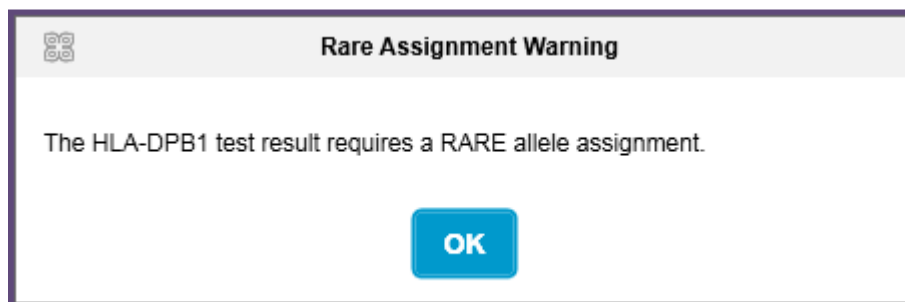 Rare Assignment Warning
The HLA-DPB1 test result requires a RARE allele assignment.
OK